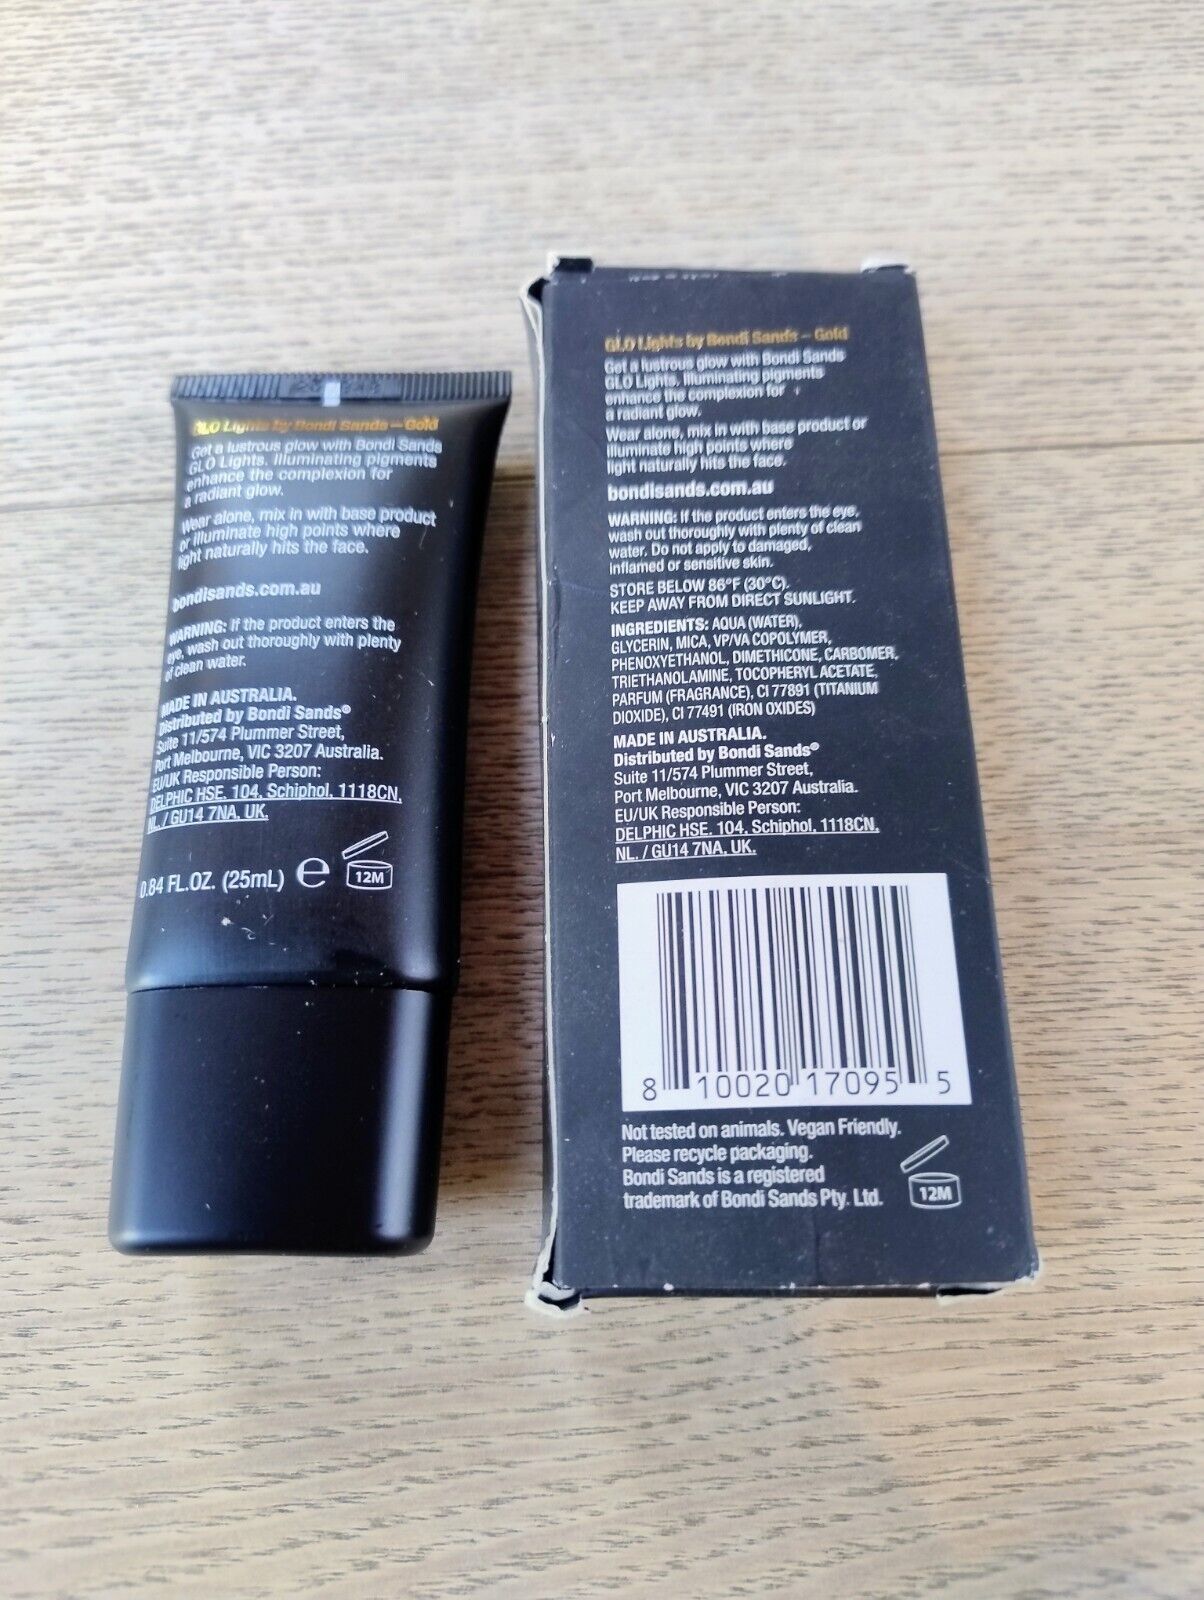 GLO Lights by Bondi Sands – Gold
Get a lustrous glow with Bondi Sands
GLO Lights. Illuminating pigments
enhance the complexion for
a radiant glow.
Wear alone, mix in with base product
or illuminate high points where
light naturally hits the face.
bondisands.com.au
WARNING: If the product enters the
eye, wash out thoroughly with plenty
of clean water.
MADE IN AUSTRALIA.
Distributed by Bondi Sands®
Suite 11/574 Plummer Street,
Port Melbourne, VIC 3207 Australia.
EU/UK Responsible Person:
DELPHIC HSE. 104, Schiphol, 1118CN,
NL. / GU14 7NA. UK.
0.84 FL.OZ. (25mL) e 12M
GLO Lights by Bondi Sands – Gold
Get a lustrous glow with Bondi Sands
GLO Lights. Illuminating pigments
enhance the complexion for
a radiant glow.
Wear alone, mix in with base product or
illuminate high points where
light naturally hits the face.
bondisands.com.au
WARNING: If the product enters the eye,
wash out thoroughly with plenty of clean
water. Do not apply to damaged,
inflamed or sensitive skin.
STORE BELOW 86°F (30°C).
KEEP AWAY FROM DIRECT SUNLIGHT.
INGREDIENTS: AQUA (WATER),
GLYCERIN, MICA, VP/VA COPOLYMER,
PHENOXYETHANOL, DIMETHICONE, CARBOMER,
TRIETHANOLAMINE, TOCOPHERYL ACETATE,
PARFUM (FRAGRANCE), CI 77891 (TITANIUM
DIOXIDE), CI 77491 (IRON OXIDES)
MADE IN AUSTRALIA.
Distributed by Bondi Sands®
Suite 11/574 Plummer Street,
Port Melbourne, VIC 3207 Australia.
EU/UK Responsible Person:
DELPHIC HSE. 104, Schiphol, 1118CN,
NL. / GU14 7NA. UK.
8 10020 17095 5
Not tested on animals. Vegan Friendly.
Please recycle packaging.
Bondi Sands is a registered
trademark of Bondi Sands Pty. Ltd.
12M